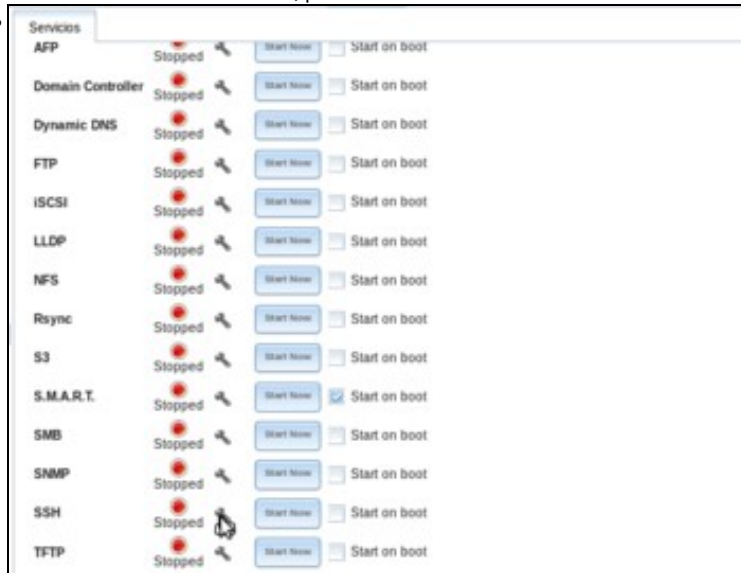 Servicios
AFP Stopped Start Now Start on boot
Domain Controller Stopped Start Now Start on boot
Dynamic DNS Stopped Start Now Start on boot
FTP Stopped Start Now Start on boot
iSCSI Stopped Start Now Start on boot
LLDP Stopped Start Now Start on boot
NFS Stopped Start Now Start on boot
Rsync Stopped Start Now Start on boot
S3 Stopped Start Now Start on boot
S.M.A.R.T. Stopped Start Now Start on boot
SMB Stopped Start Now Start on boot
SNMP Stopped Start Now Start on boot
SSH Stopped Start Now Start on boot
TFTP Stopped Start Now Start on boot